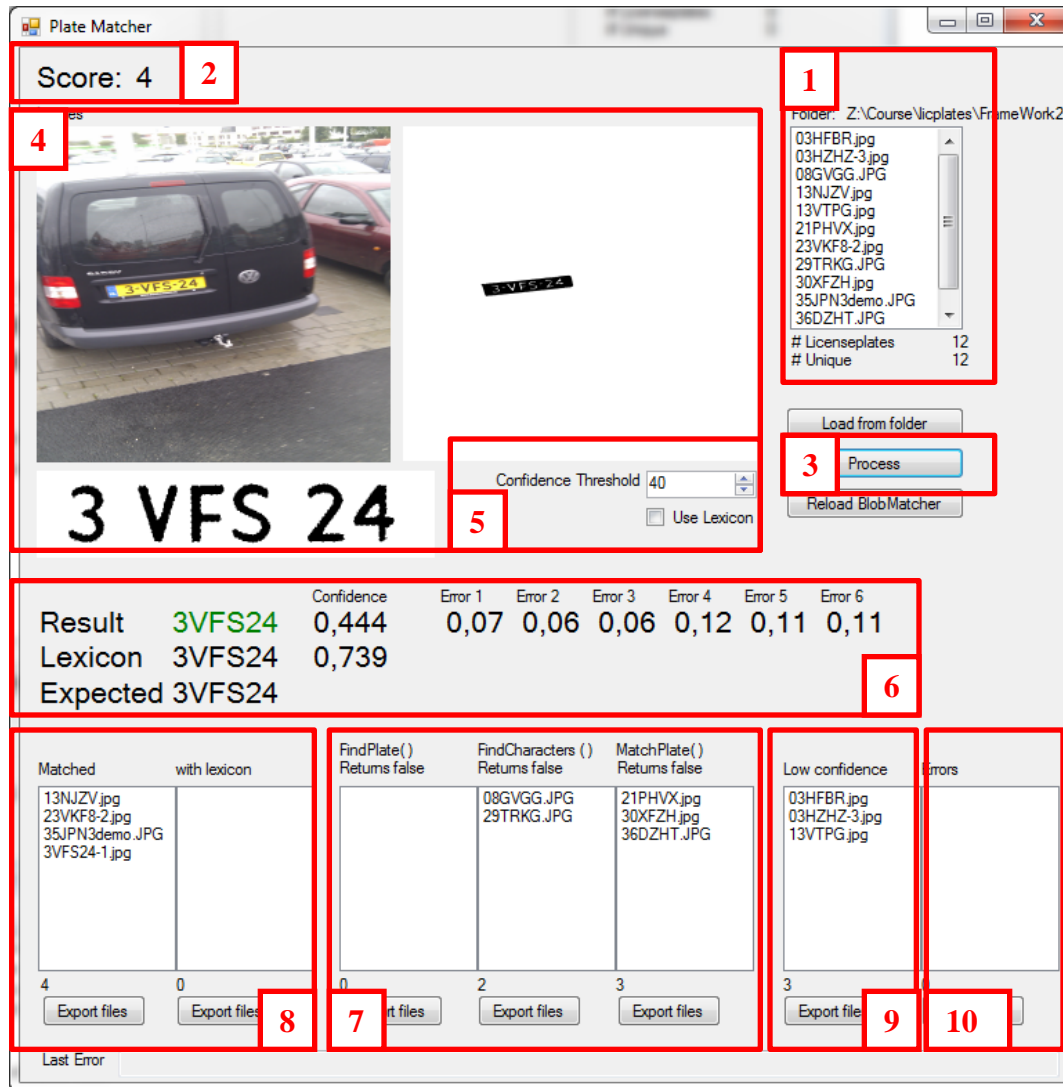 Plate Matcher
Score: 4
2
1
4
Folder: Z:\Course\licplates\FrameWork2
03HFBR.jpg
03HZHZ-3.jpg
08GVGG.JPG
13NJZV.jpg
13VTPG.jpg
21PHVX.jpg
23VKF8-2.jpg
29TRKG.JPG
30XFZH.jpg
35JPN3demo.JPG
36DZHT.JPG
# Licenseplates 12
# Unique 12
3-VFS-24
3-VFS-24
Load from folder
3
Process
Reload BlobMatcher
Confidence Threshold 40
5
Use Lexicon
3 VFS 24
Confidence Error 1 Error 2 Error 3 Error 4 Error 5 Error 6
Result 3VFS24 0,444 0,07 0,06 0,06 0,12 0,11 0,11
Lexicon 3VFS24 0,739
Expected 3VFS24
6
FindPlate() FindCharacters () MatchPlate()
Matched with lexicon Returns false Returns false Returns false Low confidence Errors
13NJZV.jpg 08GVGG.JPG 21PHVX.jpg 03HFBR.jpg
23VKF8-2.jpg 29TRKG.JPG 30XFZH.jpg 03HZHZ-3.jpg
35JPN3demo.JPG 36DZHT.JPG 13VTPG.jpg
3VFS24-1.jpg
4 0 0 2 3 3
Export files Export files files Export files Export files Export files
8 7 9 10
Last Error